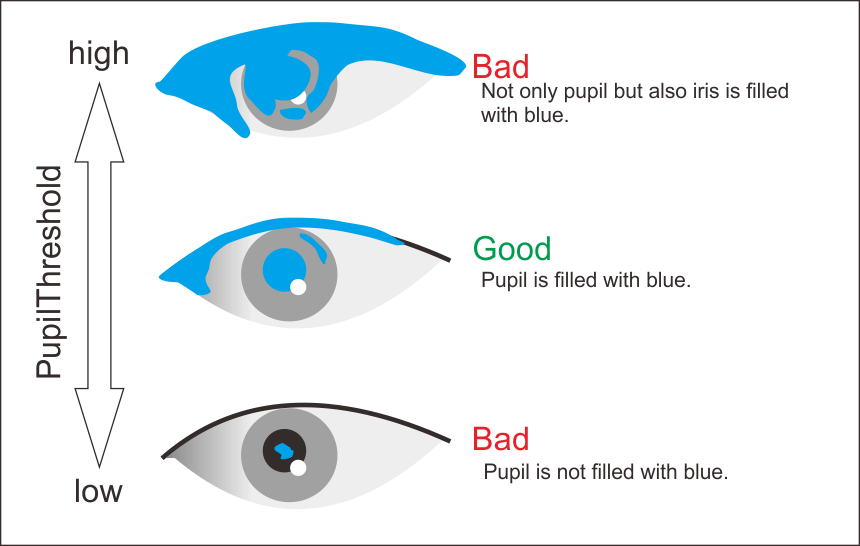 high
Bad
Not only pupil but also iris is filled
with blue.
PupilThreshold
Good
Pupil is filled with blue.
Bad
Pupil is not filled with blue.
low